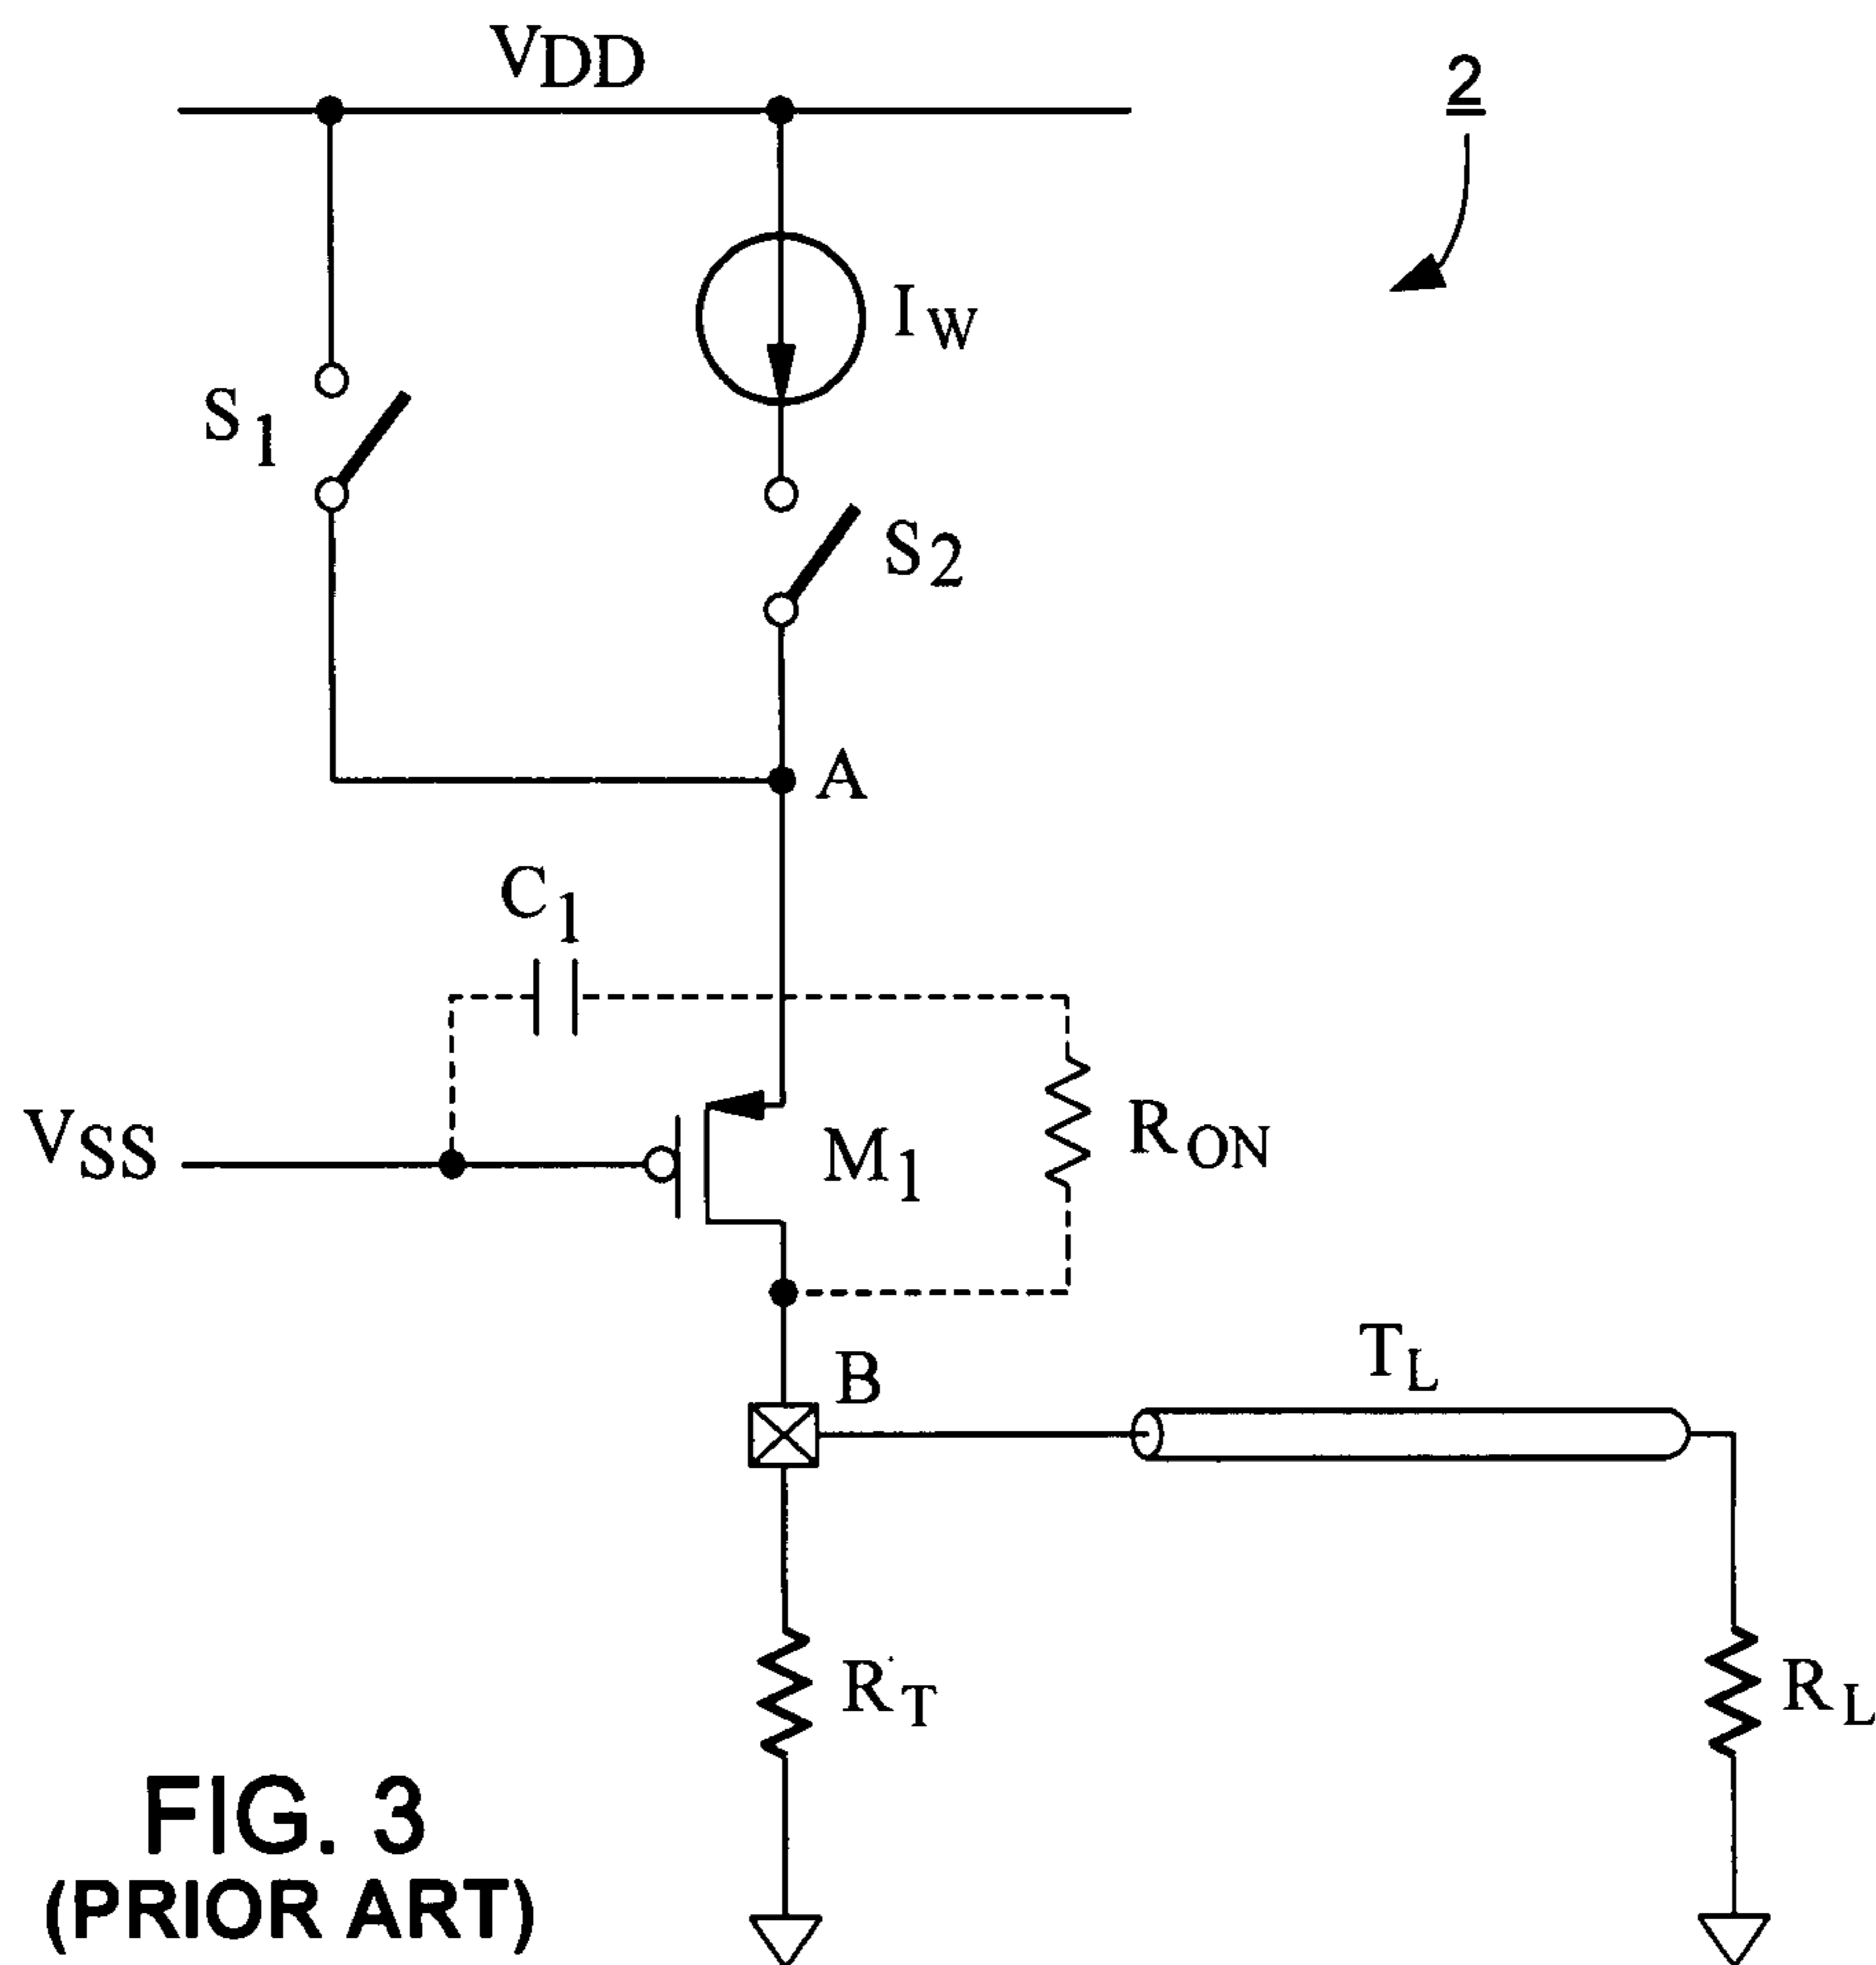 VDD
2
IW
S1
S2
A
C1
VSS
M1
RON
TL
B
RT
RL
FIG. 3
(PRIOR ART)